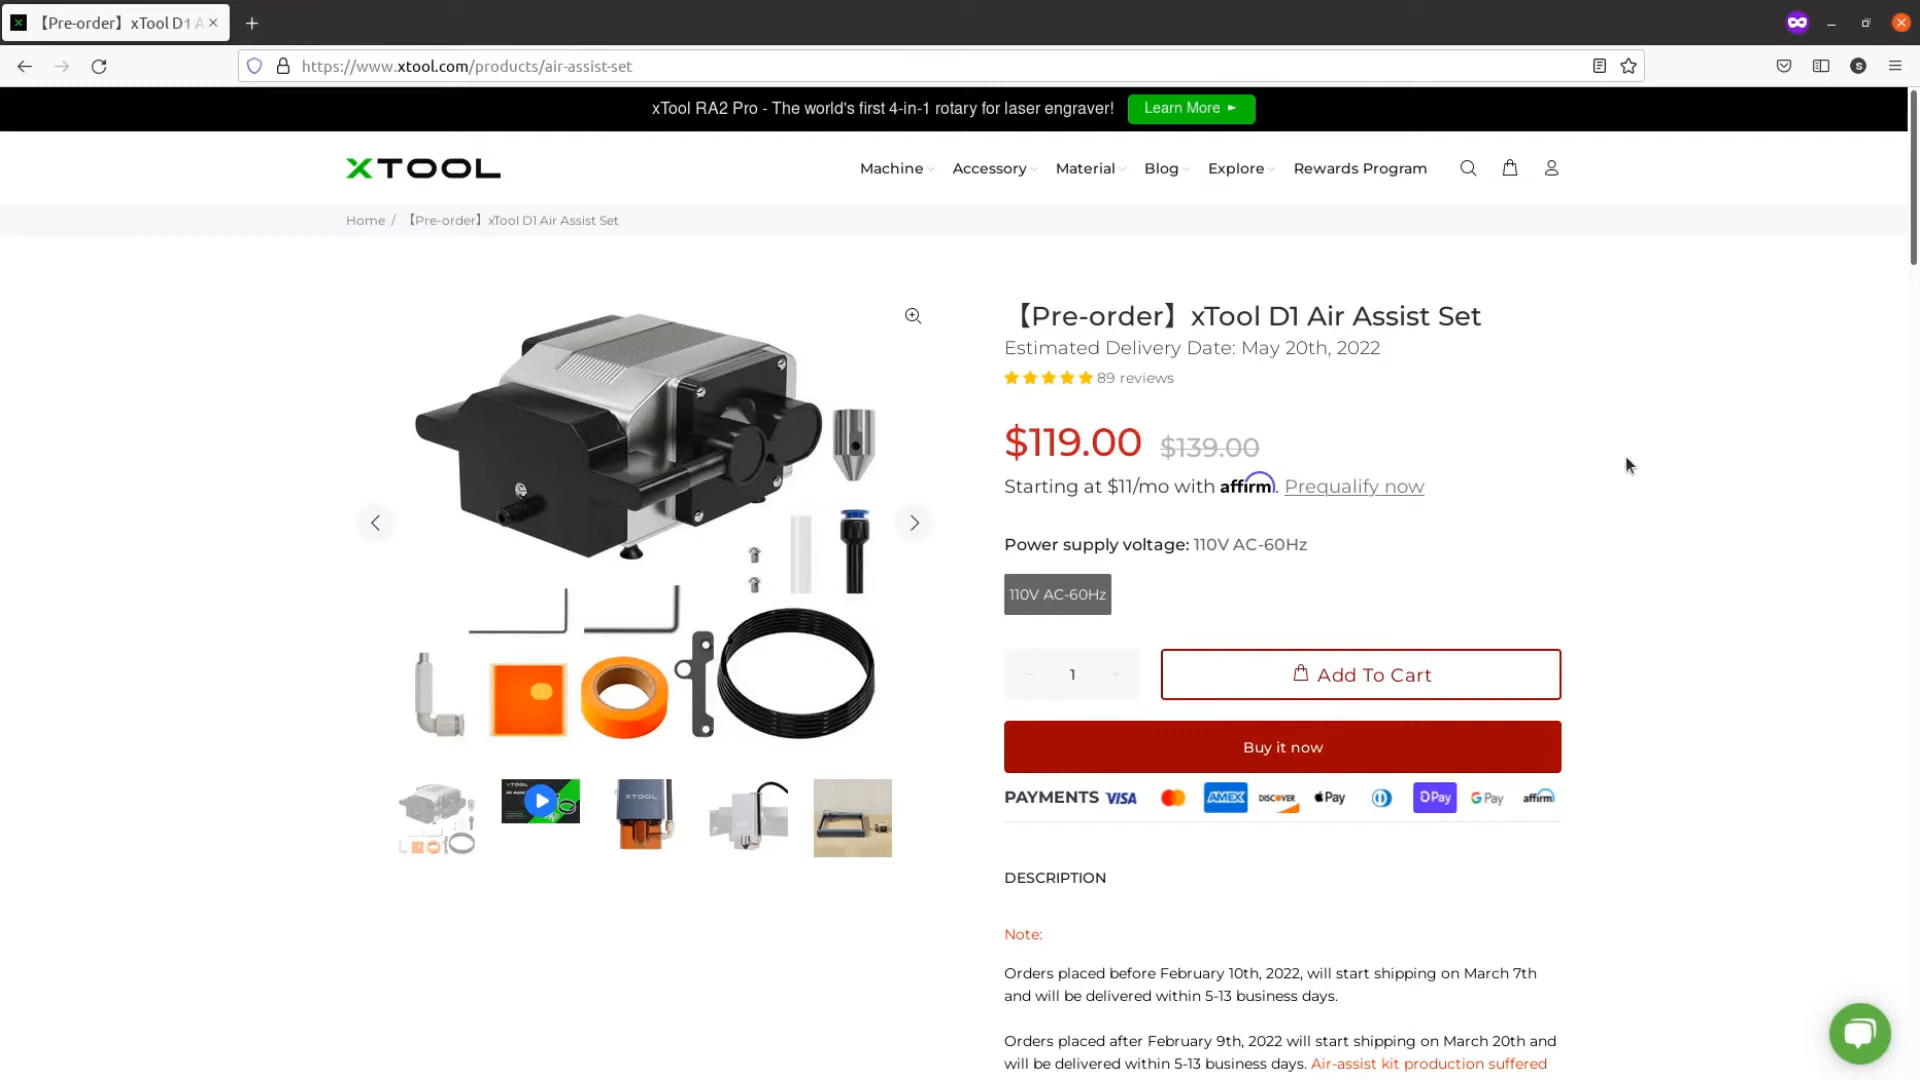 【Pre-order】xTool D1 A
https://www.xtool.com/products/air-assist-set
S
xTool RA2 Pro - The world's first 4-in-1 rotary for laser engraver!
Learn More ►
XTOOL
Machine
Accessory
Material
Blog
Explore
Rewards Program
Home / 【Pre-order】xTool D1 Air Assist Set
【Pre-order】xTool D1 Air Assist Set
Estimated Delivery Date: May 20th, 2022
89 reviews
$119.00 $139.00
Starting at $11/mo with affirm. Prequalify now
Power supply voltage: 110V AC-60Hz
110V AC-60Hz
− 1 +
Add To Cart
Buy it now
PAYMENTS VISA AMEX DISCOVER Pay Pay G Pay affirm
XTOOL
XTOOL
DESCRIPTION
Note:
Orders placed before February 10th, 2022, will start shipping on March 7th
and will be delivered within 5-13 business days.
Orders placed after February 9th, 2022 will start shipping on March 20th and
will be delivered within 5-13 business days. Air-assist kit production suffered